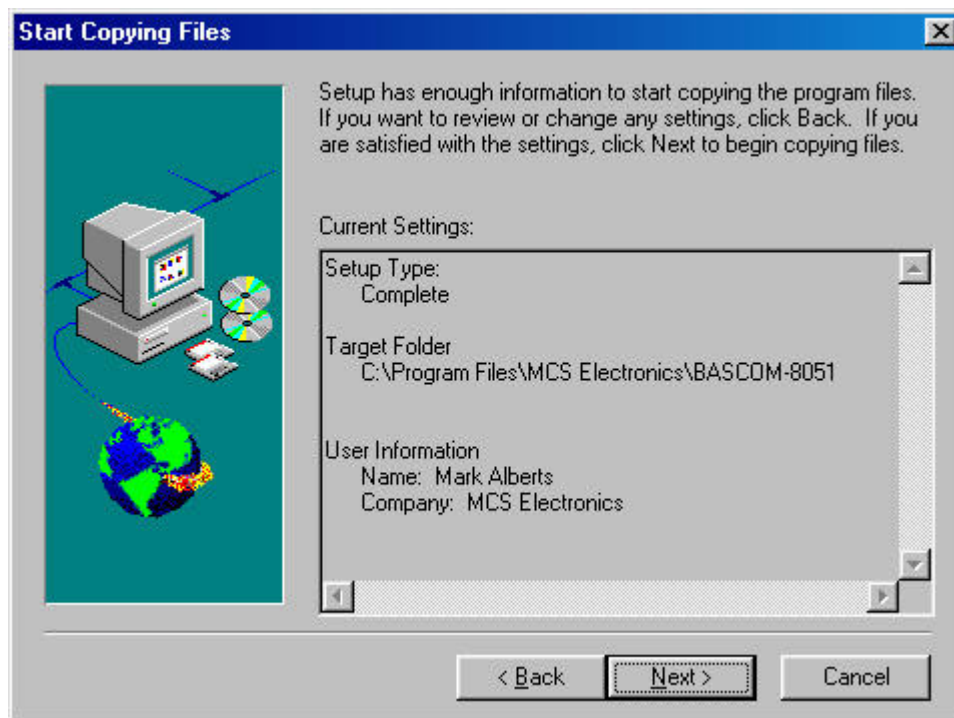 Start Copying Files
Setup has enough information to start copying the program files.
If you want to review or change any settings, click Back.  If you
are satisfied with the settings, click Next to begin copying files.
Current Settings:
Setup Type:
Complete
Target Folder
C:\Program Files\MCS Electronics\BASCOM-8051
User Information
Name:  Mark Alberts
Company:  MCS Electronics
< Back
Next >
Cancel